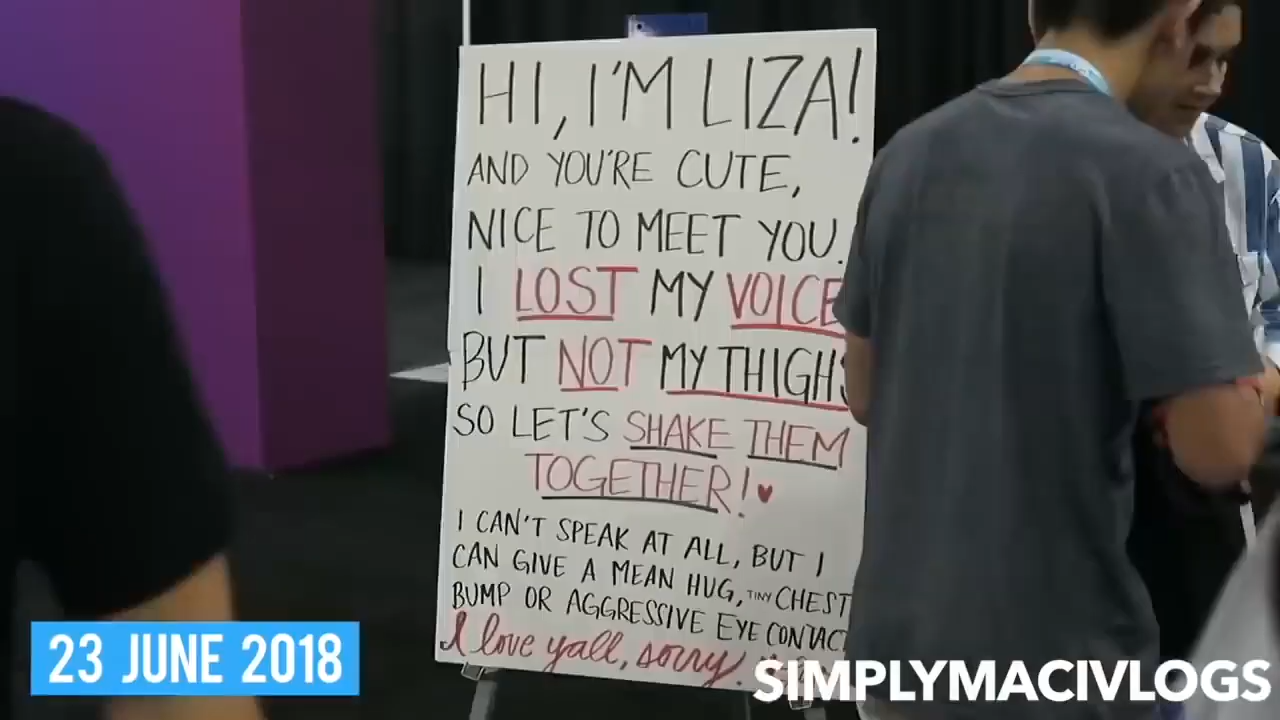 HI, I'M LIZA!
AND YOU'RE CUTE,
NICE TO MEET YOU.
I LOST MY VOICE
BUT NOT MY THIGHS
SO LET'S SHAKE THEM
TOGETHER! ♥
I CAN'T SPEAK AT ALL, BUT I
CAN GIVE A MEAN HUG, TINY CHEST
BUMP OR AGGRESSIVE EYE CONTACT
I love yall, sorry.
23 JUNE 2018
SIMPLYMACIVLOGS